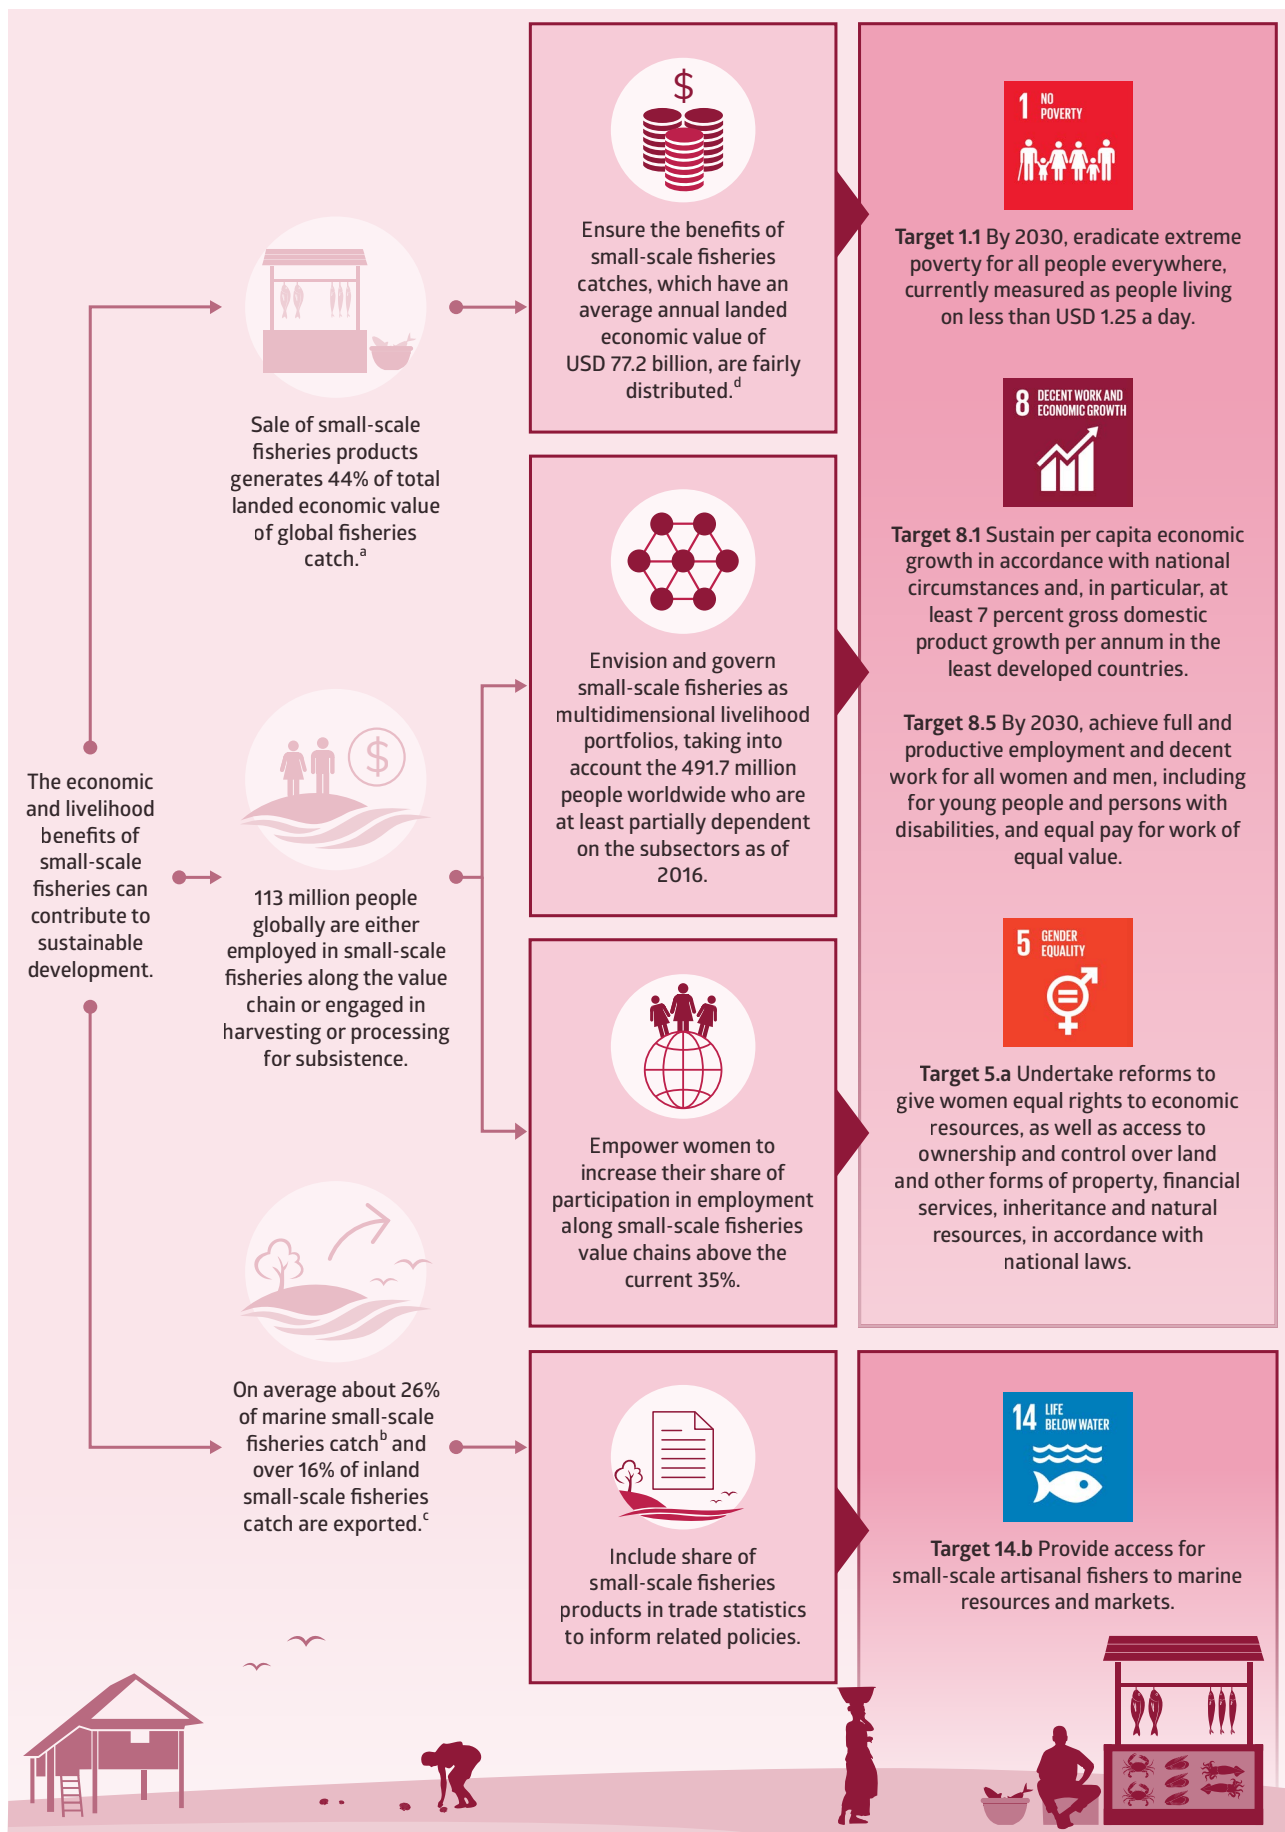 The economic
and livelihood
benefits of
small-scale
fisheries can
contribute to
sustainable
development.
Sale of small-scale
fisheries products
generates 44% of total
landed economic value
of global fisheries
catch.a
113 million people
globally are either
employed in small-scale
fisheries along the value
chain or engaged in
harvesting or processing
for subsistence.
On average about 26%
of marine small-scale
fisheries catchb and
over 16% of inland
small-scale fisheries
catch are exported.c
$
$
Ensure the benefits of
small-scale fisheries
catches, which have an
average annual landed
economic value of
USD 77.2 billion, are fairly
distributed.d
Envision and govern
small-scale fisheries as
multidimensional livelihood
portfolios, taking into
account the 491.7 million
people worldwide who are
at least partially dependent
on the subsectors as of
2016.
Empower women to
increase their share of
participation in employment
along small-scale fisheries
value chains above the
current 35%.
Include share of
small-scale fisheries
products in trade statistics
to inform related policies.
1 NO
POVERTY
Target 1.1 By 2030, eradicate extreme
poverty for all people everywhere,
currently measured as people living
on less than USD 1.25 a day.
8 DECENT WORK AND
ECONOMIC GROWTH
Target 8.1 Sustain per capita economic
growth in accordance with national
circumstances and, in particular, at
least 7 percent gross domestic
product growth per annum in the
least developed countries.
Target 8.5 By 2030, achieve full and
productive employment and decent
work for all women and men, including
for young people and persons with
disabilities, and equal pay for work of
equal value.
5 GENDER
EQUALITY
Target 5.a Undertake reforms to
give women equal rights to economic
resources, as well as access to
ownership and control over land
and other forms of property, financial
services, inheritance and natural
resources, in accordance with
national laws.
14 LIFE
BELOW WATER
Target 14.b Provide access for
small-scale artisanal fishers to marine
resources and markets.